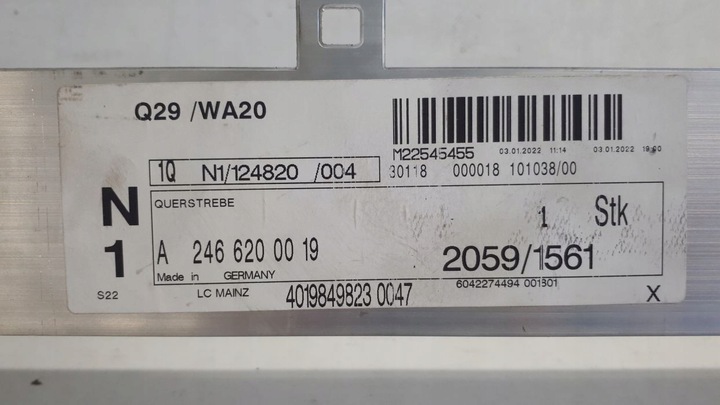 Q29 /WA20
M22545455 03.01.2022 11:14 03.01.2022 19:00
1Q N1/124820 /004
30118 000018 101038/00
N
1
QUERSTREBE
1 Stk
A 246 620 00 19
2059/1561
Made in GERMANY
S22
LC MAINZ
4019849823 0047
6042274494 001301
X